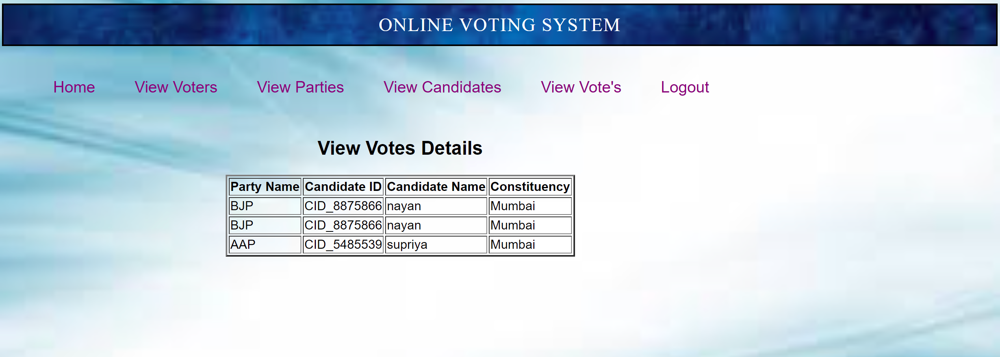 ONLINE VOTING SYSTEM
Home View Voters View Parties View Candidates View Vote's Logout
View Votes Details
Party Name Candidate ID Candidate Name Constituency
BJP CID_8875866 nayan Mumbai
BJP CID_8875866 nayan Mumbai
AAP CID_5485539 supriya Mumbai